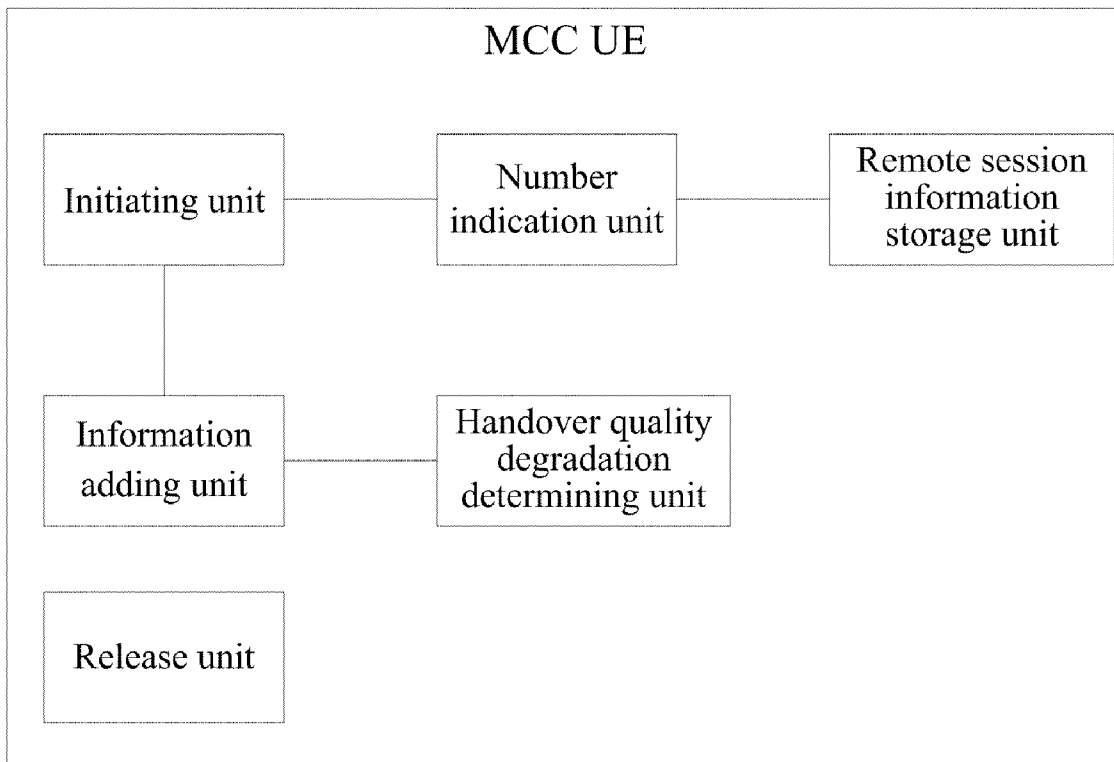 MCC UE
Initiating unit
Number
indication unit
Remote session
information
storage unit
Information
adding unit
Handover quality
degradation
determining unit
Release unit